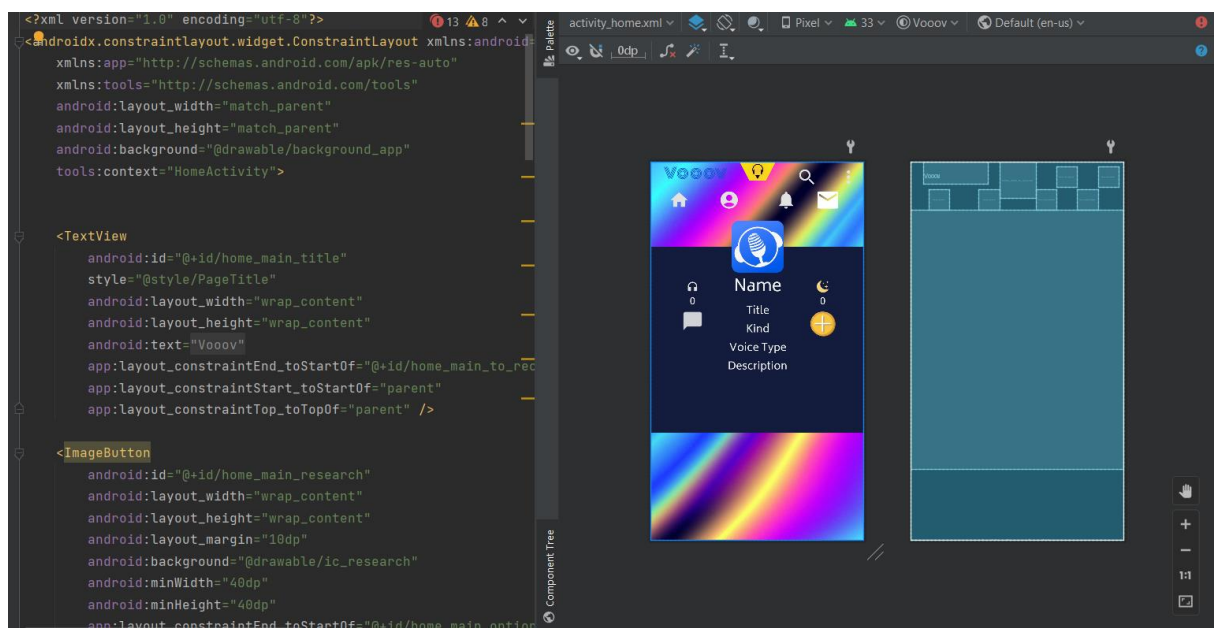 <?xml version="1.0" encoding="utf-8"?>
13 8
<androidx.constraintlayout.widget.ConstraintLayout xmlns:android=
xmlns:app="http://schemas.android.com/apk/res-auto"
xmlns:tools="http://schemas.android.com/tools"
android:layout_width="match_parent"
android:layout_height="match_parent"
android:background="@drawable/background_app"
tools:context="HomeActivity">
<TextView
android:id="@+id/home_main_title"
style="@style/PageTitle"
android:layout_width="wrap_content"
android:layout_height="wrap_content"
android:text="Vooov"
app:layout_constraintEnd_toStartOf="@+id/home_main_to_rec
app:layout_constraintStart_toStartOf="parent"
app:layout_constraintTop_toTopOf="parent" />
<ImageButton
android:id="@+id/home_main_research"
android:layout_width="wrap_content"
android:layout_height="wrap_content"
android:layout_margin="10dp"
android:background="@drawable/ic_research"
android:minWidth="40dp"
android:minHeight="40dp"
app:layout_constraintEnd_toStartOf="@+id/home_main_option
Palette
Component Tree
activity_home.xml
Pixel
33
Vooov
Default (en-us)
0dp
Vooov
Name
0
0
Title
Kind
Voice Type
Description
Vooov
1:1